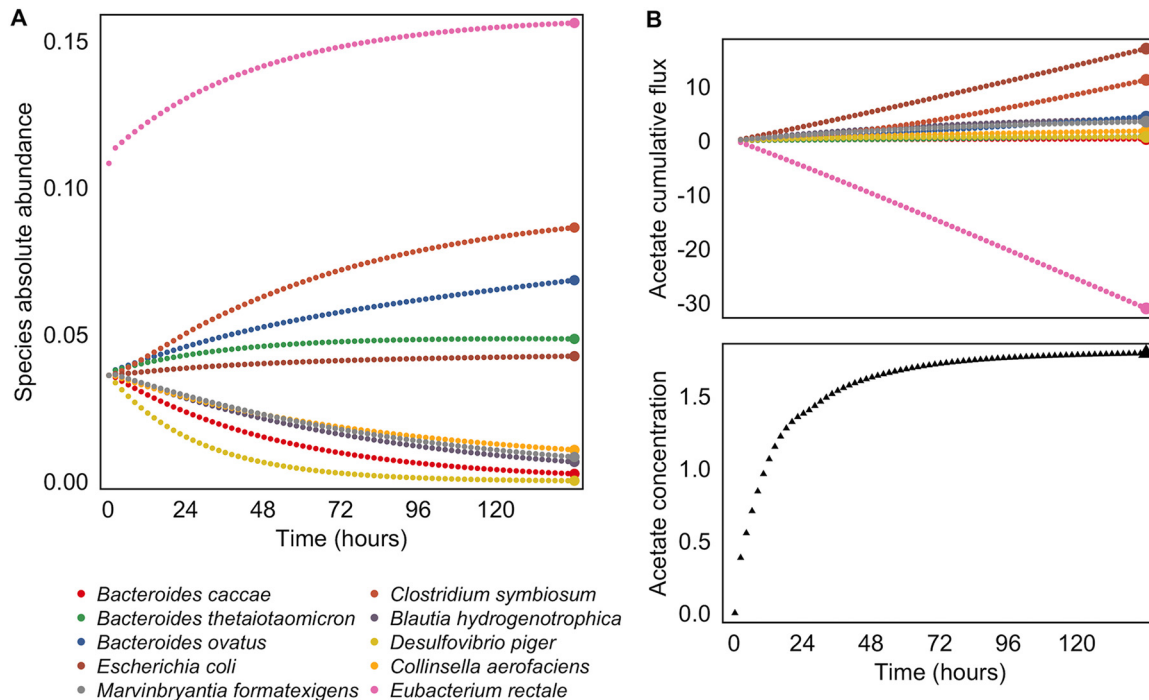 A
Species absolute abundance
0.15
0.10
0.05
0.00
0 24 48 72 96 120
Time (hours)
B
Acetate cumulative flux
10
0
-10
-20
-30
Acetate concentration
1.5
1.0
0.5
0.0
0 24 48 72 96 120
Time (hours)
Bacteroides caccae
Bacteroides thetaiotaomicron
Bacteroides ovatus
Escherichia coli
Marvinbryantia formatexigens
Clostridium symbiosum
Blautia hydrogenotrophica
Desulfovibrio piger
Collinsella aerofaciens
Eubacterium rectale